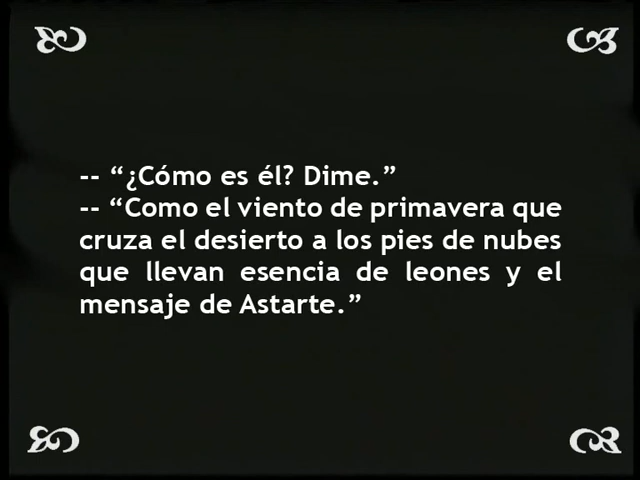 -- “¿Cómo es él? Dime.”
-- “Como el viento de primavera que
cruza el desierto a los pies de nubes
que llevan esencia de leones y el
mensaje de Astarte.”